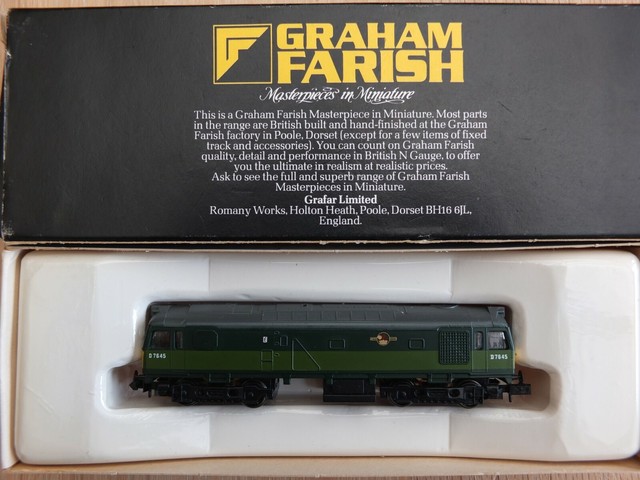 GRAHAM
FARISH
Masterpieces in Miniature
This is a Graham Farish Masterpiece in Miniature. Most parts
in the range are British built and hand-finished at the Graham
Farish factory in Poole, Dorset (except for a few items of fixed
track and accessories). You can count on Graham Farish
quality, detail and performance in British N Gauge, to offer
you the ultimate in realism at realistic prices.
Ask to see the full and superb range of Graham Farish
Masterpieces in Miniature.
Grafar Limited
Romany Works, Holton Heath, Poole, Dorset BH16 6JL,
England.
D7645
D7645